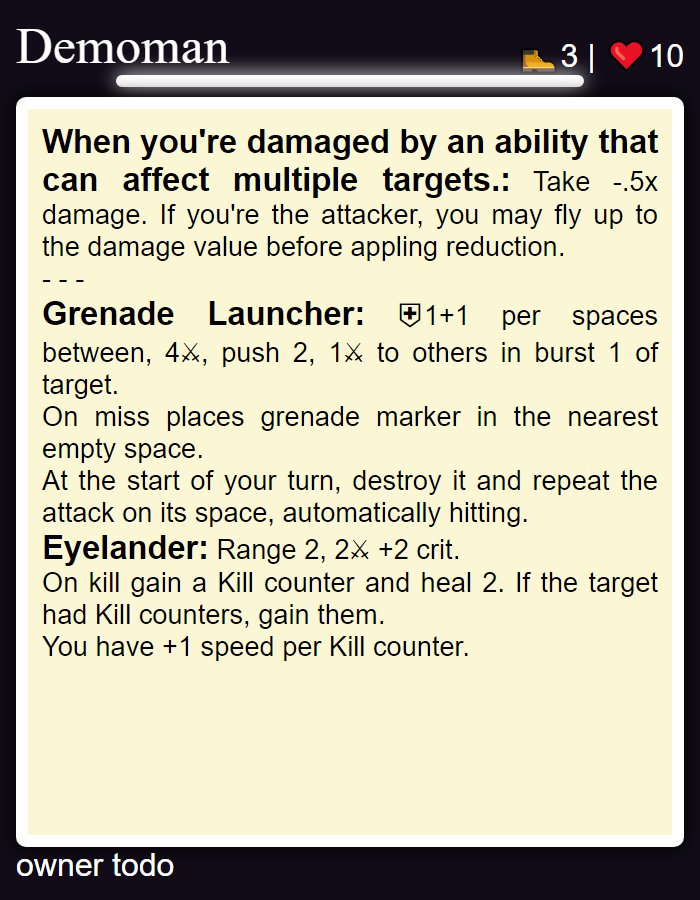 Demoman
🥾3 | ❤️10
When you're damaged by an ability that
can affect multiple targets.: Take -.5x
damage. If you're the attacker, you may fly up to
the damage value before appling reduction.
- - -
Grenade Launcher: ⛨1+1 per spaces
between, 4⚔, push 2, 1⚔ to others in burst 1 of
target.
On miss places grenade marker in the nearest
empty space.
At the start of your turn, destroy it and repeat the
attack on its space, automatically hitting.
Eyelander: Range 2, 2⚔ +2 crit.
On kill gain a Kill counter and heal 2. If the target
had Kill counters, gain them.
You have +1 speed per Kill counter.
owner todo